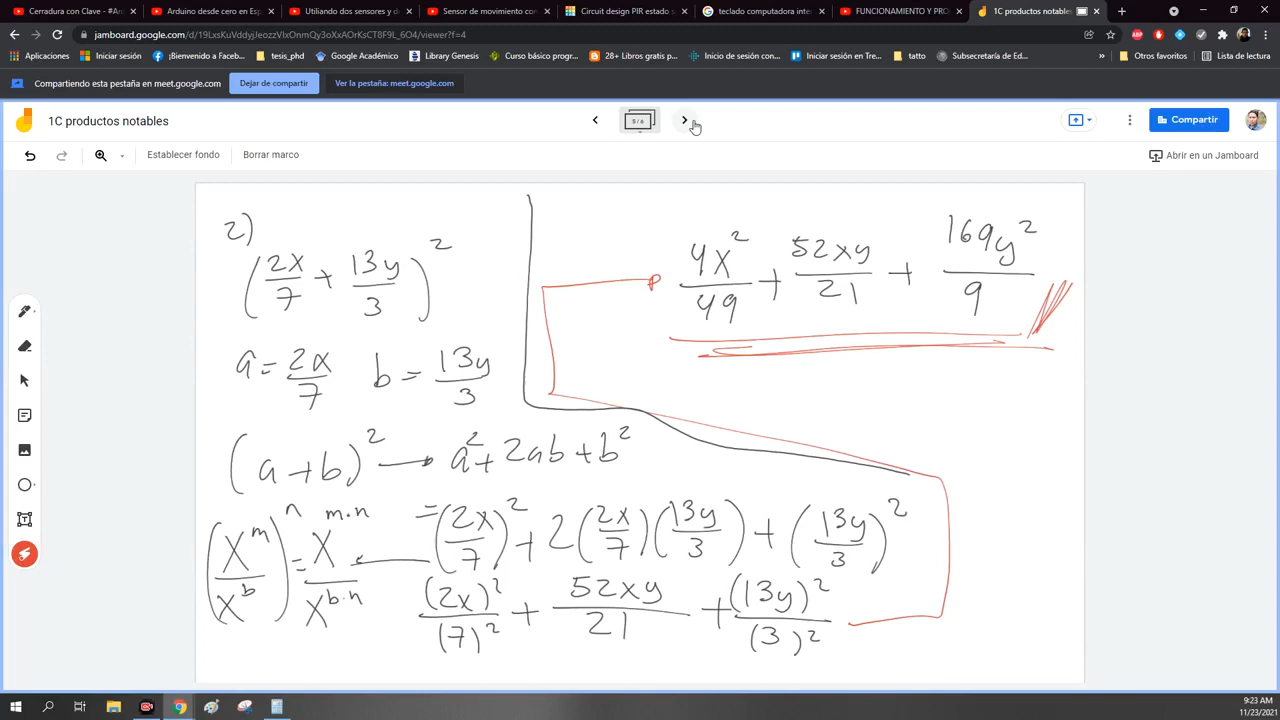 Cerradura con Clave - #Ar
Arduino desde cero en Esp
Utilizando dos sensores y d
Sensor de movimiento con
Circuit design PIR estado s
teclado computadora inte
FUNCIONAMIENTO Y PRO
1C productos notables
jamboard.google.com/d/19LxsKuVddyjJeozzVlxOnmQy3oXxAOrKsCT8F9L_6O4/viewer?f=4
Aplicaciones
Iniciar sesión
¡Bienvenido a Faceb...
tesis_phd
Google Académico
Library Genesis
Curso básico progr...
28+ Libros gratis p...
Inicio de sesión con...
Iniciar sesión en Tre...
tatto
Subsecretaría de Ed...
Otros favoritos
Lista de lectura
Compartiendo esta pestaña en meet.google.com
Dejar de compartir
Ver la pestaña: meet.google.com
1C productos notables
5 / 6
Compartir
Establecer fondo
Borrar marco
Abrir en un Jamboard
2)
(2x/7 + 13y/3)²
a = 2x/7 b = 13y/3
(a+b)² → a² + 2ab + b²
(x^m/x^b)^n = x^(m·n)/x^(b·n)
= (2x/7)² + 2(2x/7)(13y/3) + (13y/3)²
(2x)²/(7)² + 52xy/21 + (13y)²/(3)²
4x²/49 + 52xy/21 + 169y²/9
9:23 AM
11/23/2021